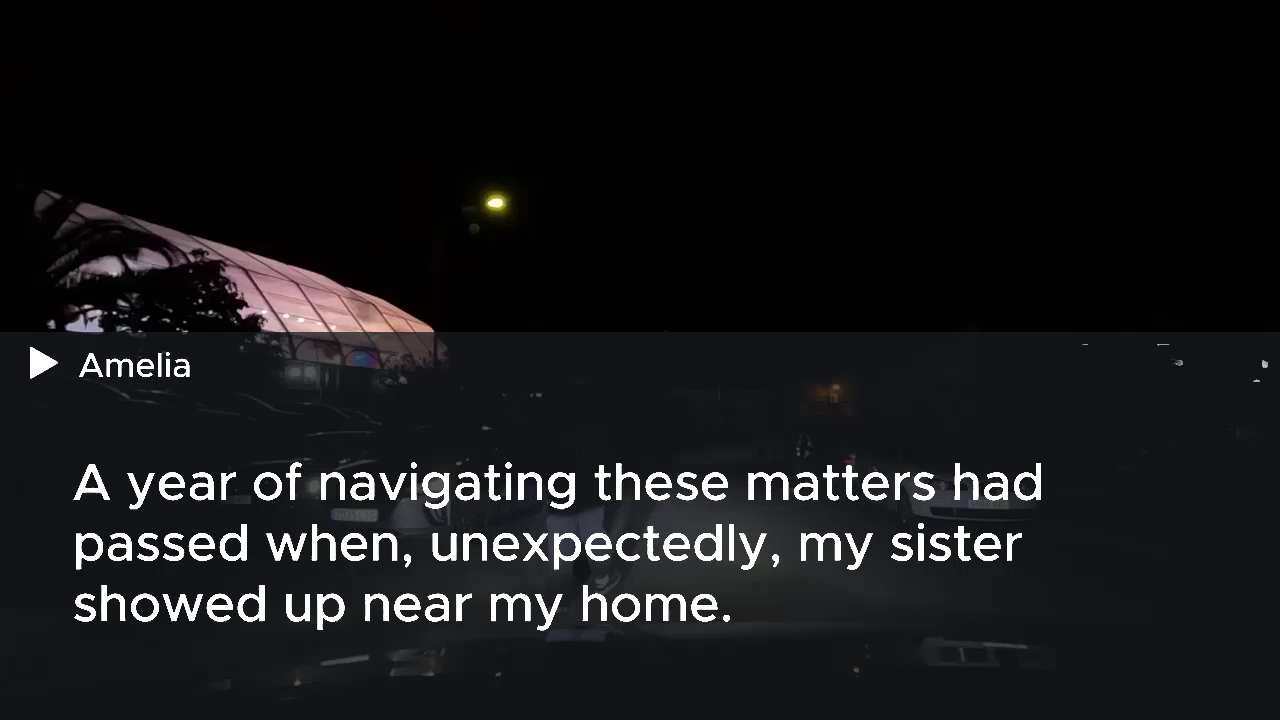 Amelia
A year of navigating these matters had
passed when, unexpectedly, my sister
showed up near my home.